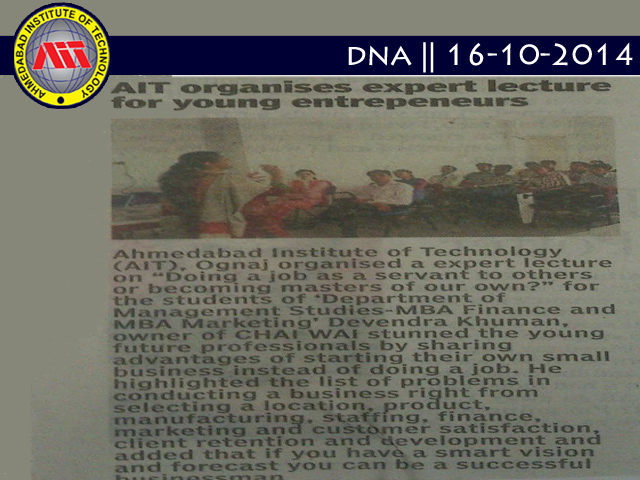 AHMEDABAD INSTITUTE OF TECHNOLOGY
AIT
DNA || 16-10-2014
AIT organises expert lecture
for young entrepeneurs
Ahmedabad Institute of Technology
(AIT), Ognaj organised a expert lecture
on "Doing a job as a servant to others
or becoming masters of our own?" for
the students of 'Department of
Management Studies-MBA Finance and
MBA Marketing' Devendra Khuman,
owner of CHAI WAI stunned the young
future professionals by sharing
advantages of starting their own small
business instead of doing a job. He
highlighted the list of problems in
conducting a business right from
selecting a location, product,
manufacturing, staffing, finance,
marketing and customer satisfaction,
client retention and development and
added that if you have a smart vision
and forecast you can be a successful
businessman